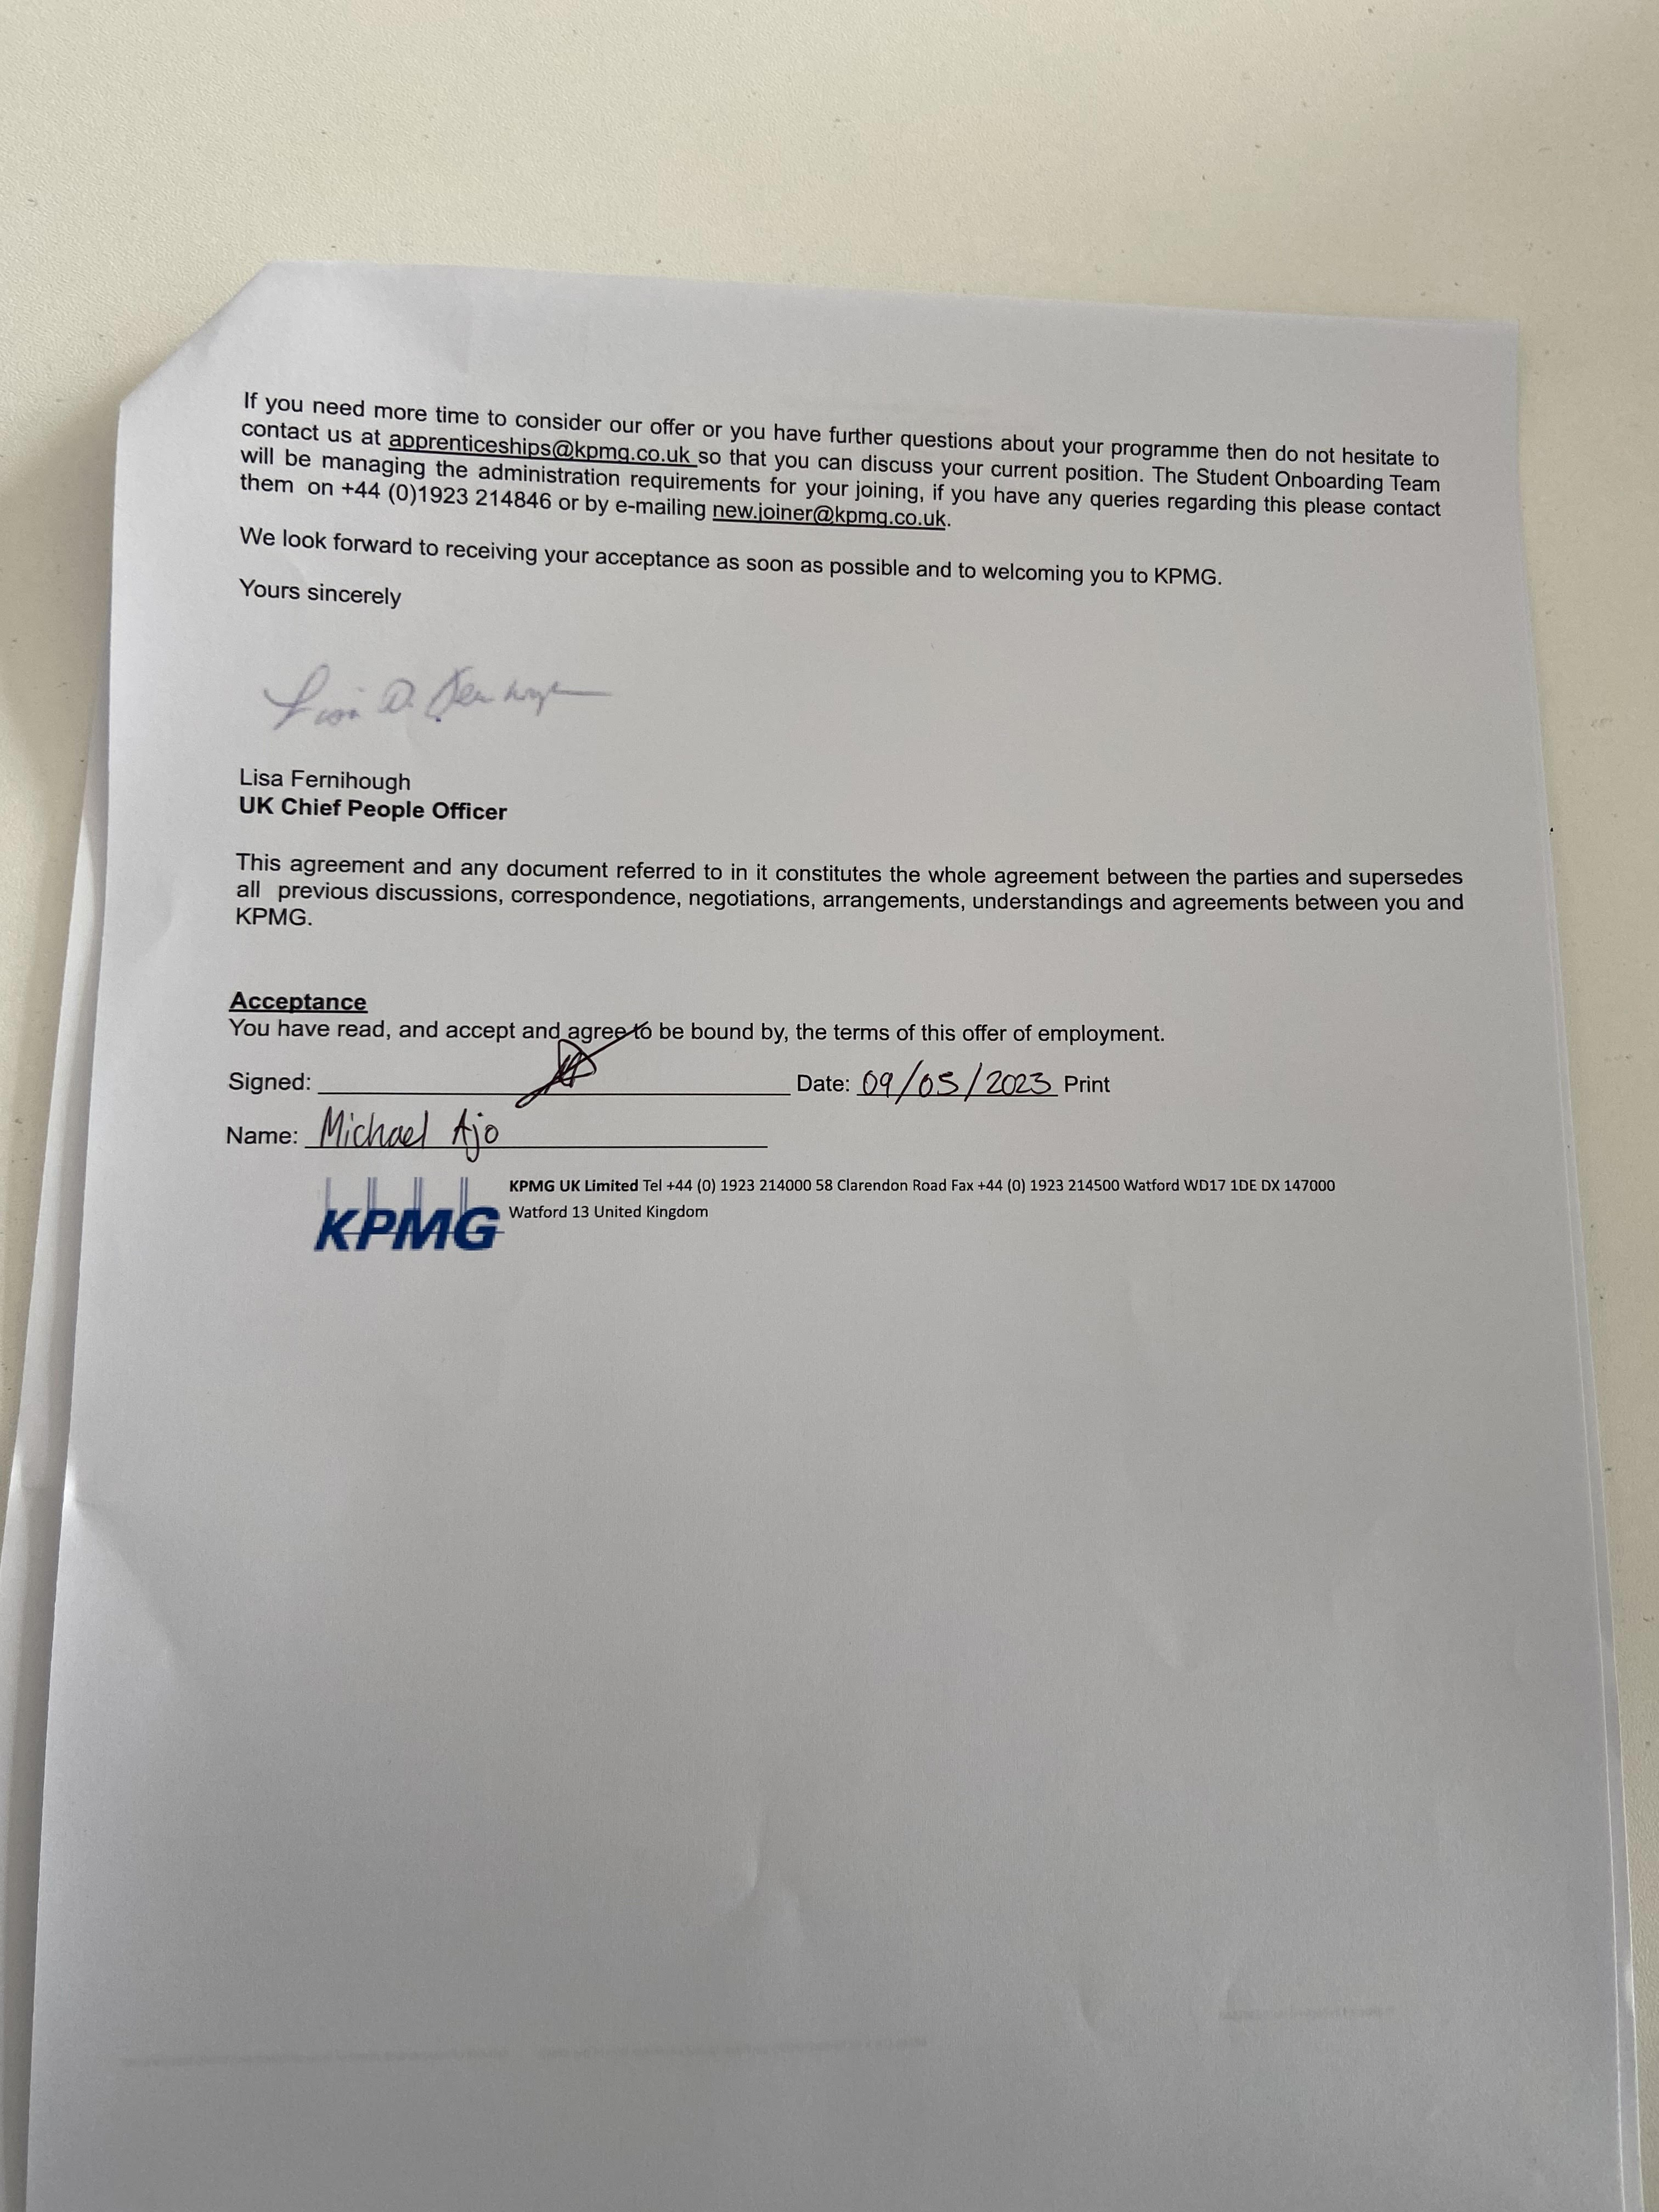 If you need more time to consider our offer or you have further questions about your programme then do not hesitate to
contact us at apprenticeships@kpmg.co.uk so that you can discuss your current position. The Student Onboarding Team
will be managing the administration requirements for your joining, if you have any queries regarding this please contact
them on +44 (0)1923 214846 or by e-mailing new.joiner@kpmg.co.uk.
We look forward to receiving your acceptance as soon as possible and to welcoming you to KPMG.
Yours sincerely
Lisa Fernihough
UK Chief People Officer
This agreement and any document referred to in it constitutes the whole agreement between the parties and supersedes
all previous discussions, correspondence, negotiations, arrangements, understandings and agreements between you and
KPMG.
Acceptance
You have read, and accept and agree to be bound by, the terms of this offer of employment.
Signed: Date: 09/05/2023 Print
Name: Michael Ajo
KPMG
KPMG UK Limited Tel +44 (0) 1923 214000 58 Clarendon Road Fax +44 (0) 1923 214500 Watford WD17 1DE DX 147000
Watford 13 United Kingdom